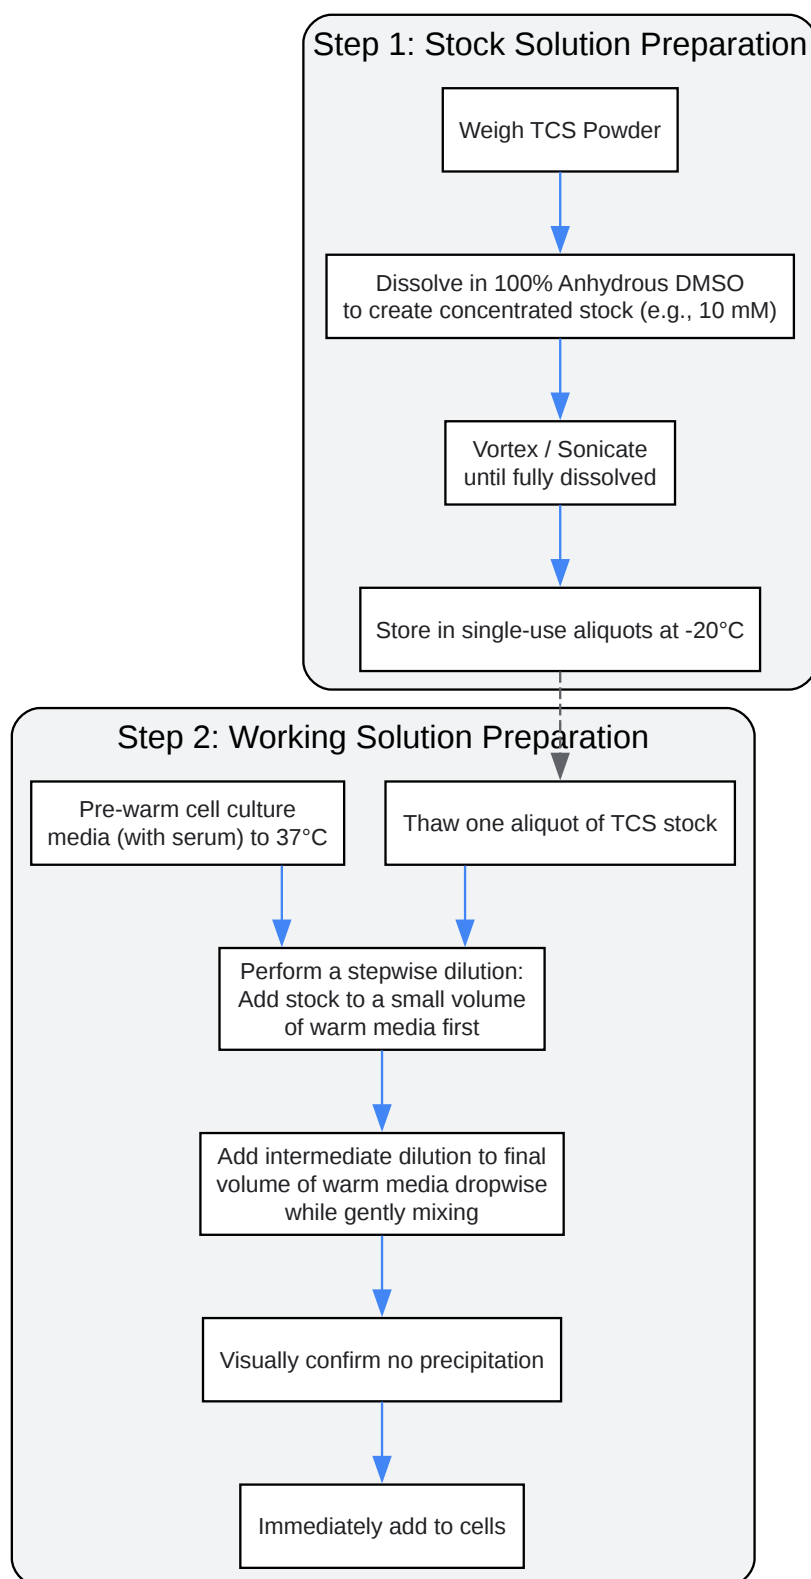 Step 1: Stock Solution Preparation
Weigh TCS Powder
Dissolve in 100% Anhydrous DMSO
to create concentrated stock (e.g., 10 mM)
Vortex / Sonicate
until fully dissolved
Store in single-use aliquots at -20°C
Step 2: Working Solution Preparation
Pre-warm cell culture
media (with serum) to 37°C
Thaw one aliquot of TCS stock
Perform a stepwise dilution:
Add stock to a small volume
of warm media first
Add intermediate dilution to final
volume of warm media dropwise
while gently mixing
Visually confirm no precipitation
Immediately add to cells